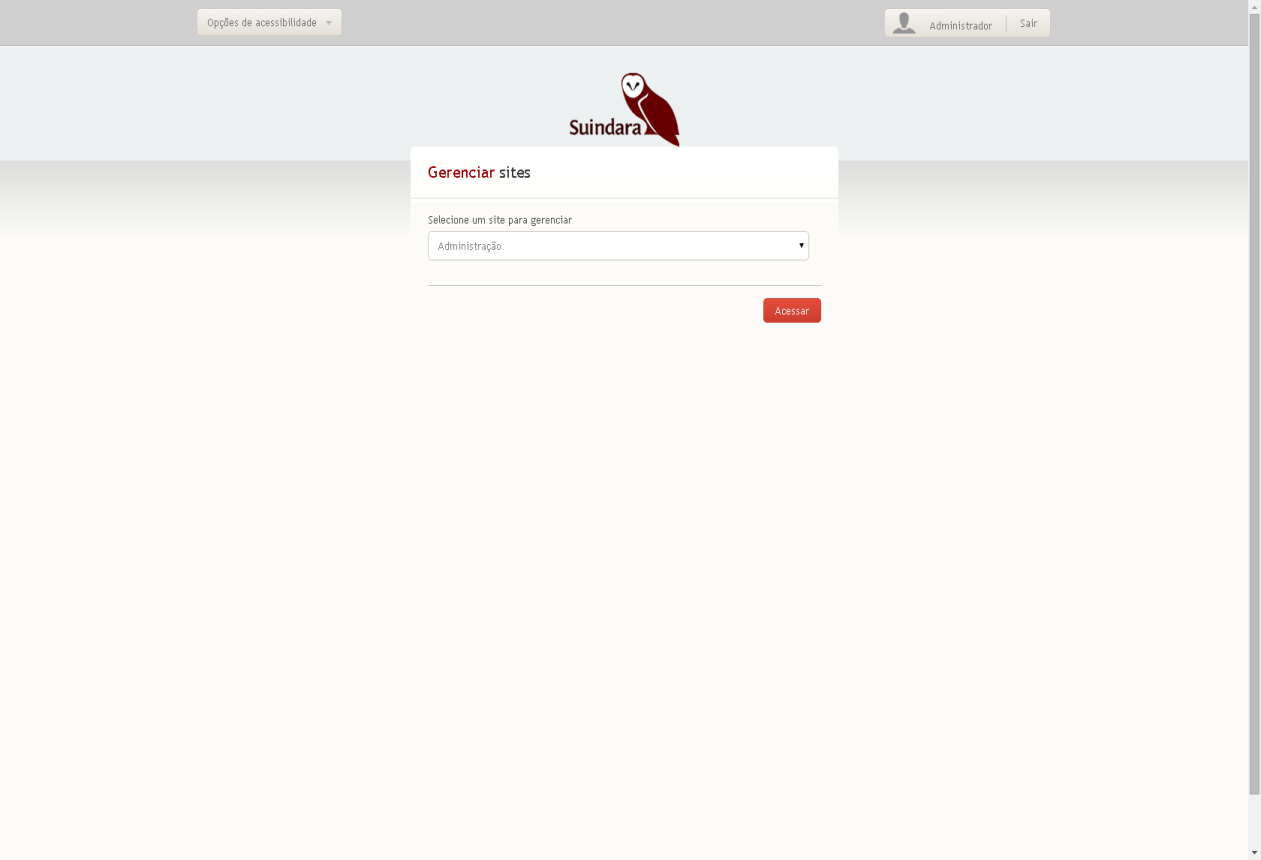 Opções de acessibilidade
Administrador
Sair
Suindara
Gerenciar sites
Selecione um site para gerenciar
Administração
Acessar